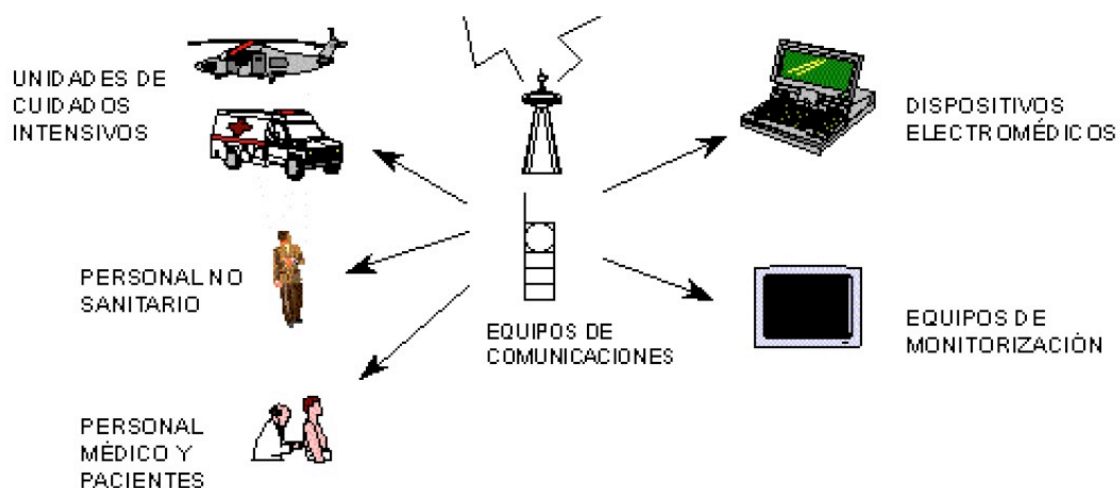 UNIDADES DE
CUIDADOS
INTENSIVOS
DISPOSITIVOS
ELECTROMÉDICOS
PERSONAL NO
SANITARIO
EQUIPOS DE
COMUNICACIONES
EQUIPOS DE
MONITORIZACIÓN
PERSONAL
MÉDICO Y
PACIENTES